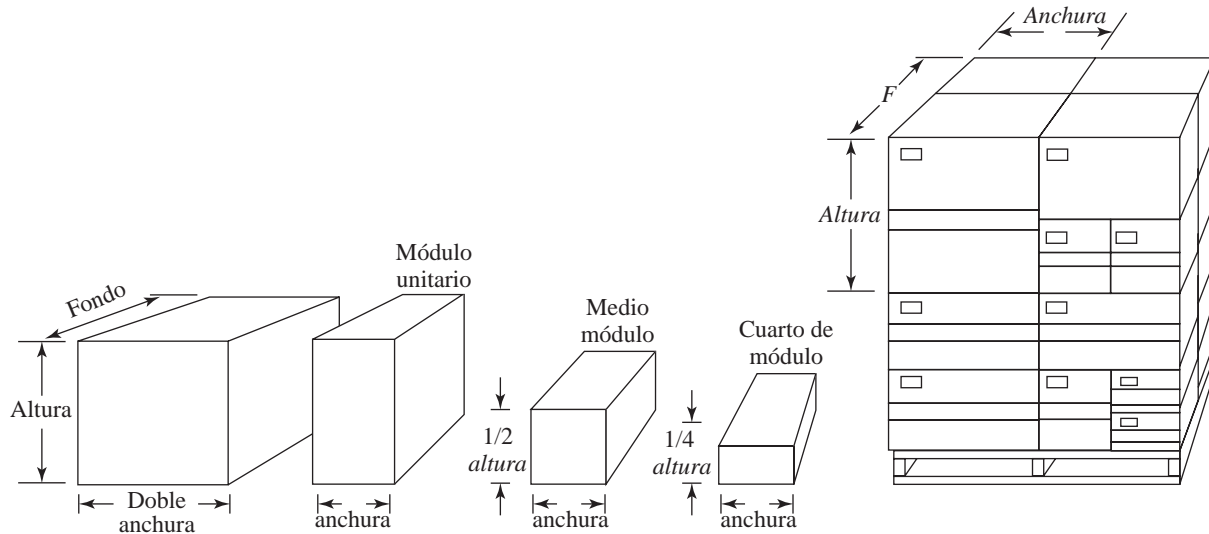 Fondo
Altura
Doble
anchura
Módulo
unitario
anchura
Medio
módulo
1/2
altura
anchura
Cuarto de
módulo
1/4
altura
anchura
Anchura
F
Altura